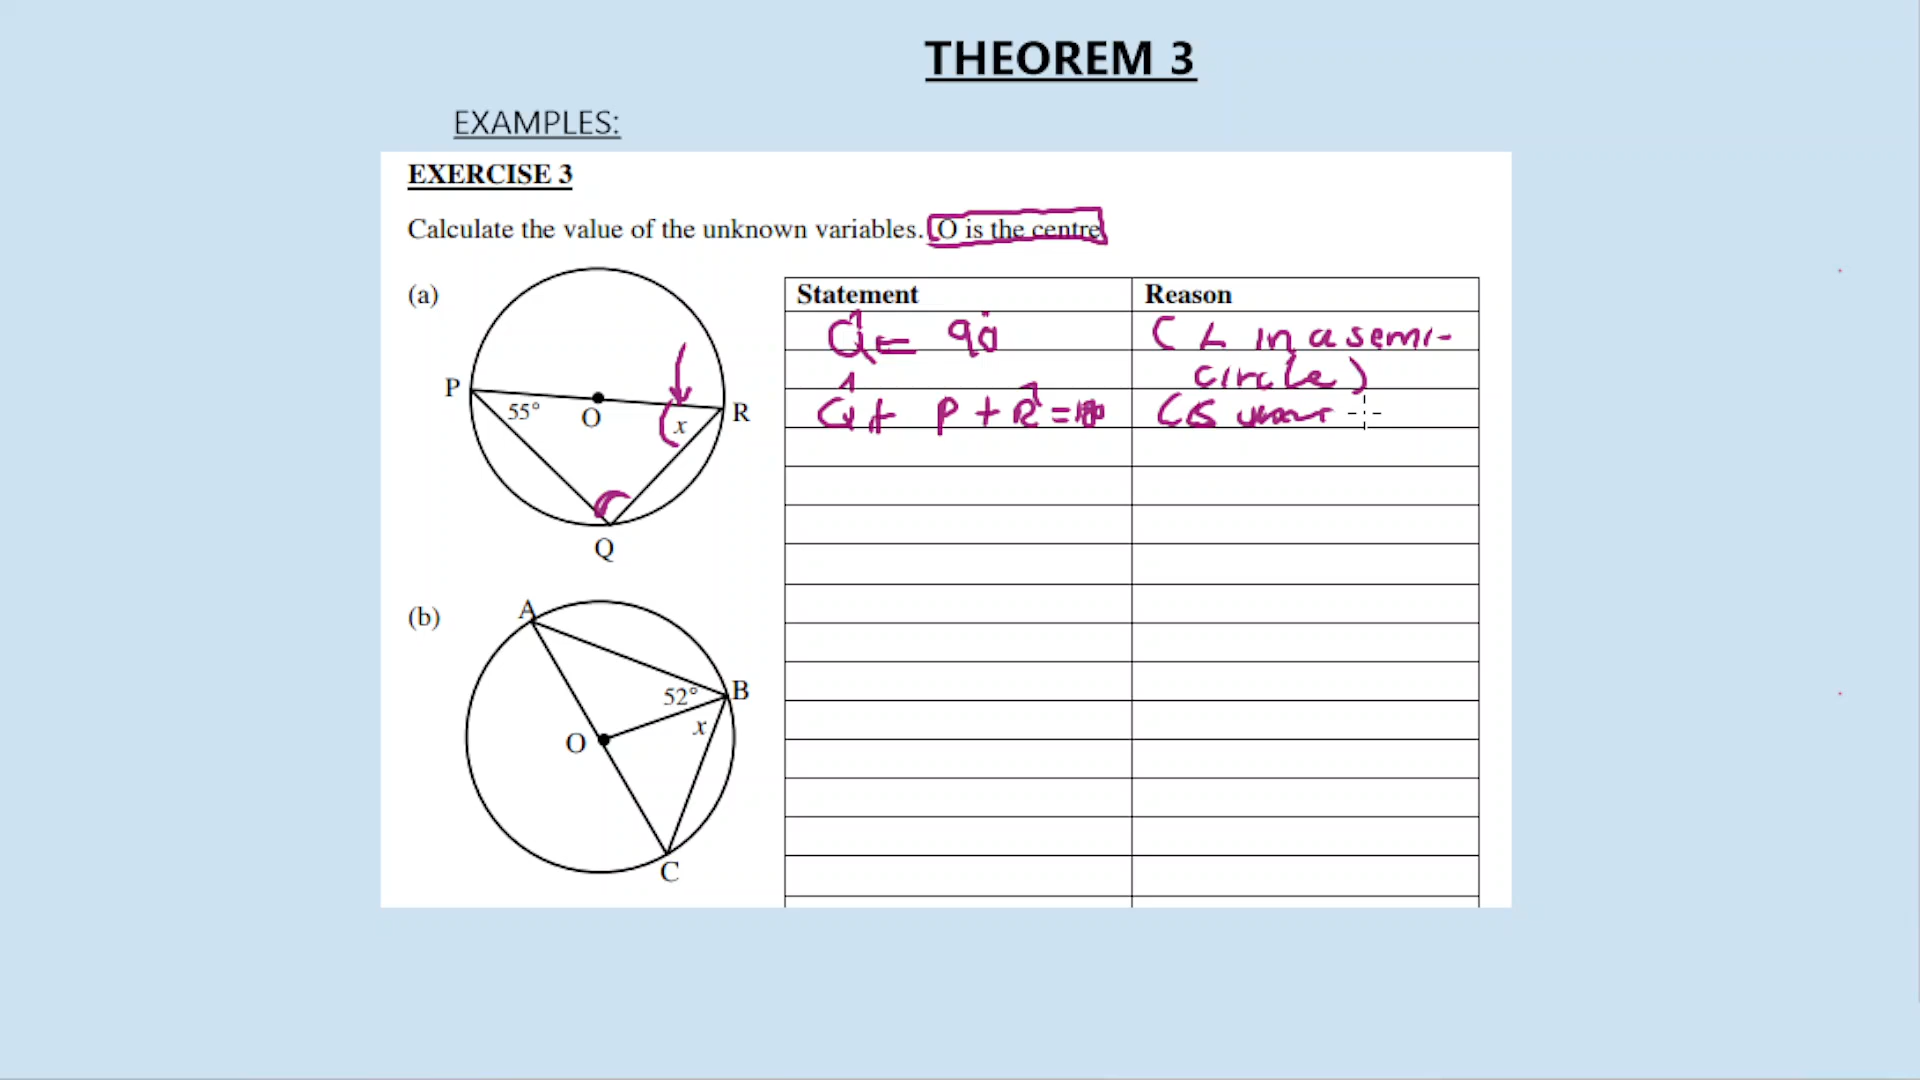 THEOREM 3
EXAMPLES:
EXERCISE 3
Calculate the value of the unknown variables. O is the centre
(a)
P
55°
O
x
R
Q
Statement
Reason
Q̂ = 90°
(∠ in a semi-
circle)
Q̂ + P + R̂ = 180
(b)
A
52°
B
x
O
C